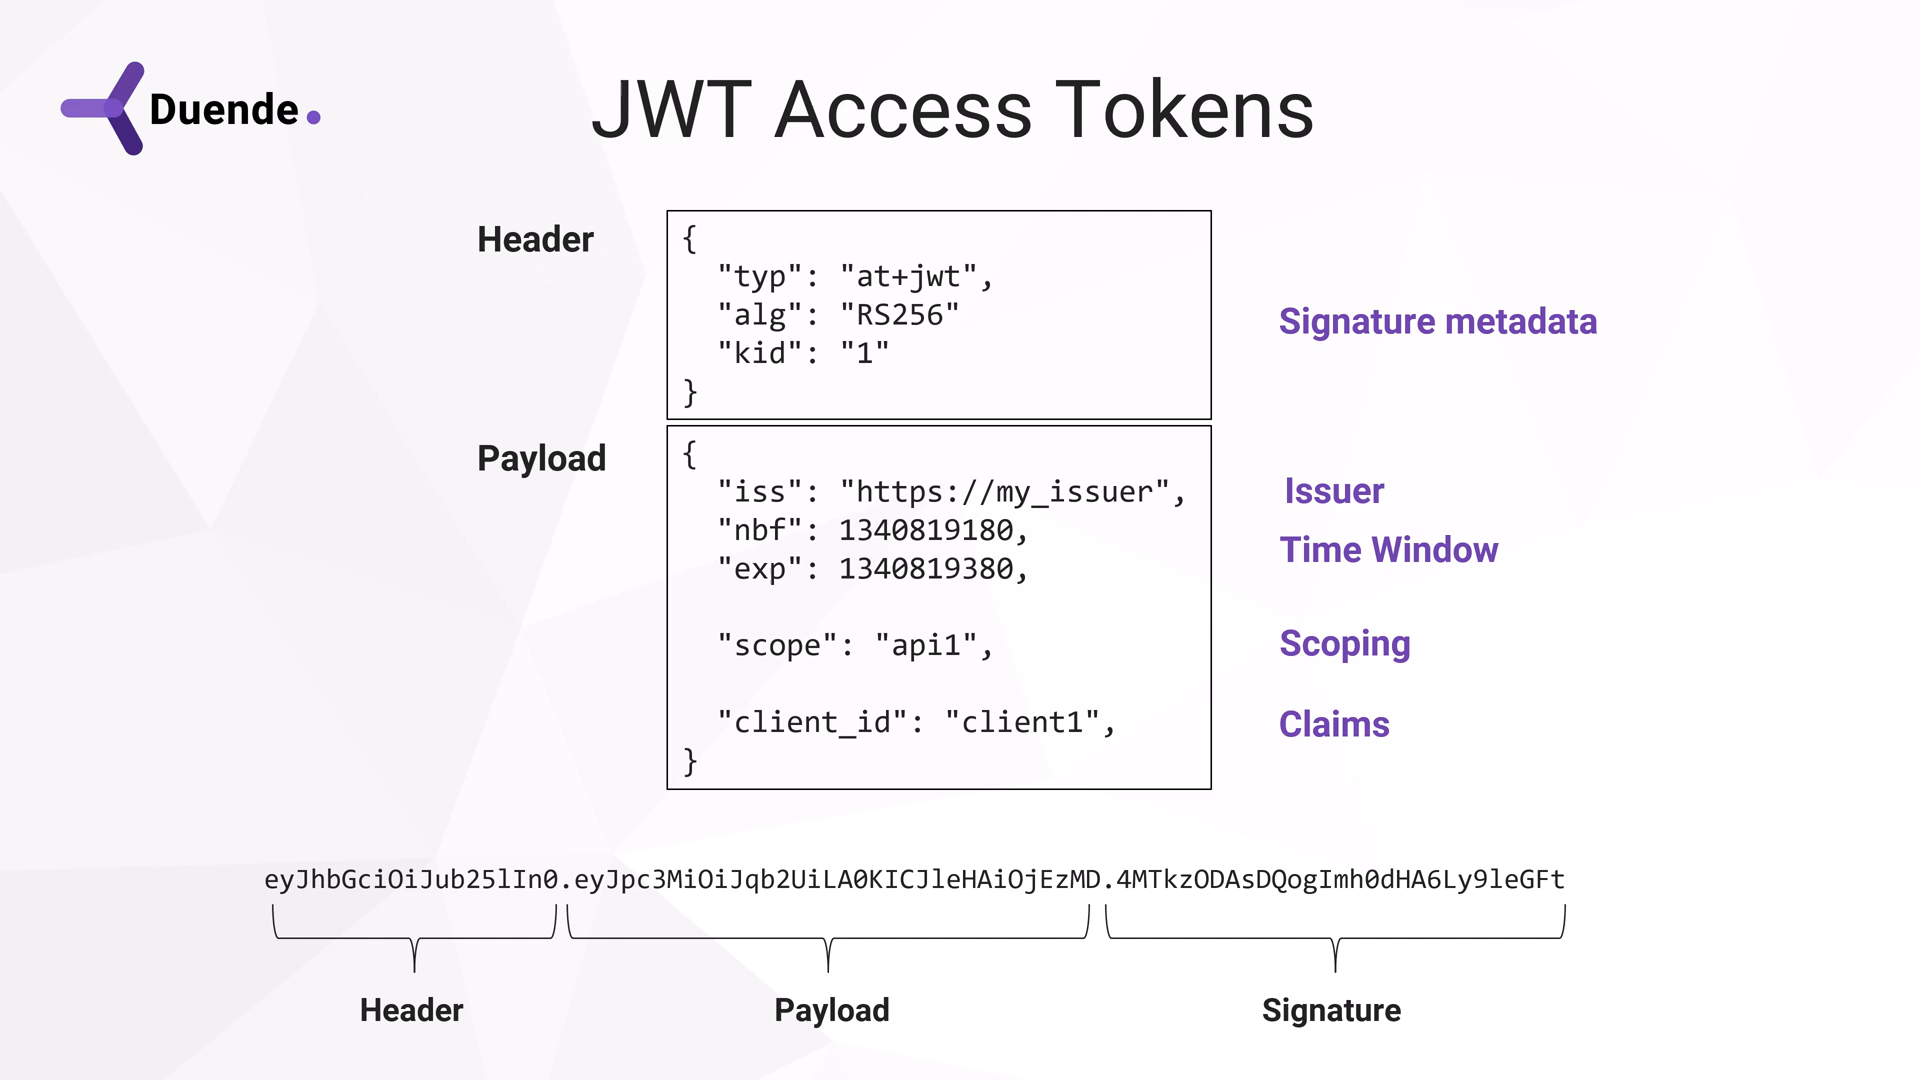 Duende.
JWT Access Tokens
Header
{
"typ": "at+jwt",
"alg": "RS256"
"kid": "1"
}
Signature metadata
Payload
{
"iss": "https://my_issuer",
"nbf": 1340819180,
"exp": 1340819380,
"scope": "api1",
"client_id": "client1",
}
Issuer
Time Window
Scoping
Claims
eyJhbGciOiJub25lIn0.eyJpc3MiOiJqb2UiLA0KICJleHAiOjEzMD.4MTkzODAsDQogImh0dHA6Ly9leGFt
Header
Payload
Signature